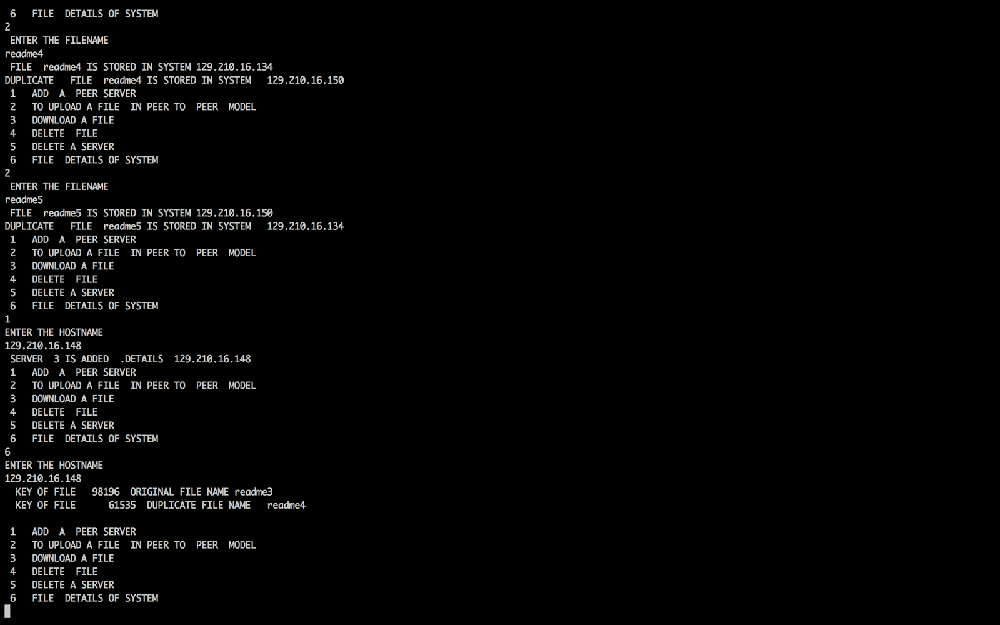 6   FILE  DETAILS OF SYSTEM
2
ENTER THE FILENAME
readme4
FILE  readme4 IS STORED IN SYSTEM 129.210.16.134
DUPLICATE   FILE  readme4 IS STORED IN SYSTEM   129.210.16.150
1   ADD  A  PEER SERVER
2   TO UPLOAD A FILE  IN PEER TO  PEER  MODEL
3   DOWNLOAD A FILE
4   DELETE  FILE
5   DELETE A SERVER
6   FILE  DETAILS OF SYSTEM
2
ENTER THE FILENAME
readme5
FILE  readme5 IS STORED IN SYSTEM 129.210.16.150
DUPLICATE   FILE  readme5 IS STORED IN SYSTEM   129.210.16.134
1   ADD  A  PEER SERVER
2   TO UPLOAD A FILE  IN PEER TO  PEER  MODEL
3   DOWNLOAD A FILE
4   DELETE  FILE
5   DELETE A SERVER
6   FILE  DETAILS OF SYSTEM
1
ENTER THE HOSTNAME
129.210.16.148
SERVER  3 IS ADDED  .DETAILS  129.210.16.148
1   ADD  A  PEER SERVER
2   TO UPLOAD A FILE  IN PEER TO  PEER  MODEL
3   DOWNLOAD A FILE
4   DELETE  FILE
5   DELETE A SERVER
6   FILE  DETAILS OF SYSTEM
6
ENTER THE HOSTNAME
129.210.16.148
KEY OF FILE   98196  ORIGINAL FILE NAME readme3
KEY OF FILE      61535  DUPLICATE FILE NAME   readme4
1   ADD  A  PEER SERVER
2   TO UPLOAD A FILE  IN PEER TO  PEER  MODEL
3   DOWNLOAD A FILE
4   DELETE  FILE
5   DELETE A SERVER
6   FILE  DETAILS OF SYSTEM